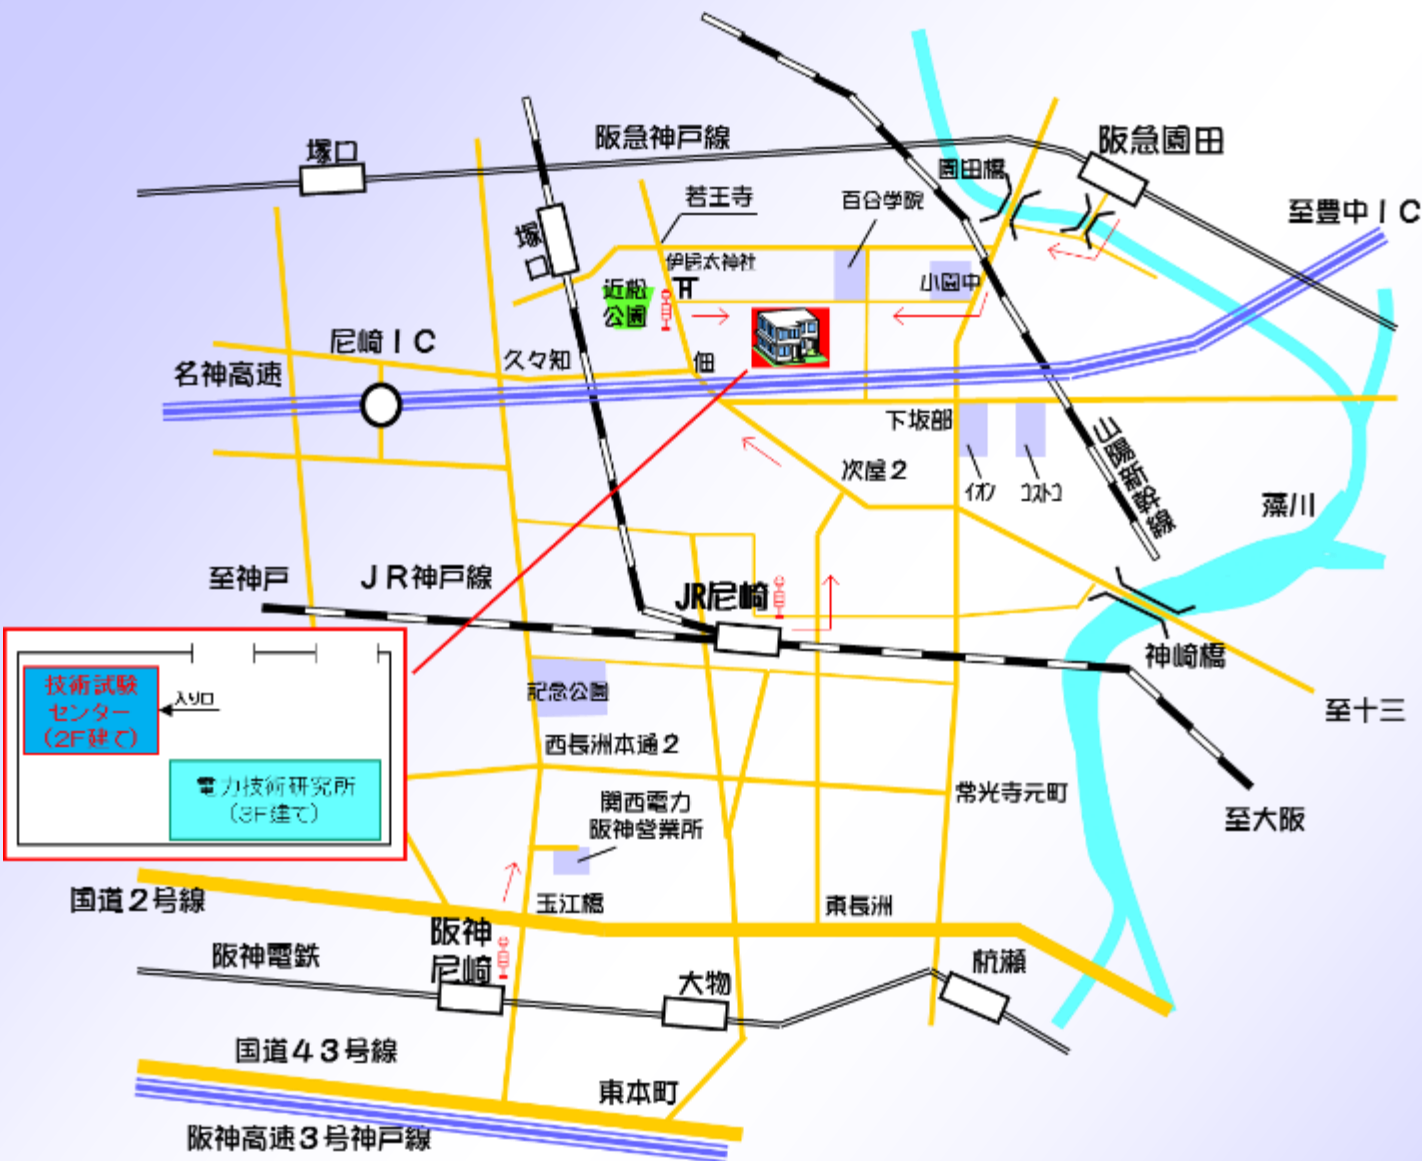 阪急神戸線
塚口
阪急園田
園田橋
若王寺
百合学院
至豊中IC
塚
口
伊居太神社
近松
公園
小園中
尼崎IC
久々知
佃
名神高速
下坂部
山陽新幹線
次屋2
イオン
コストコ
藻川
至神戸
JR神戸線
JR尼崎
神崎橋
技術試験
センター
(2F建て)
入り口
電力技術研究所
(3F建て)
記念公園
至十三
西長洲本通2
関西電力
阪神営業所
常光寺元町
至大阪
国道2号線
玉江橋
東長洲
阪神
尼崎
阪神電鉄
大物
杭瀬
国道43号線
東本町
阪神高速3号神戸線